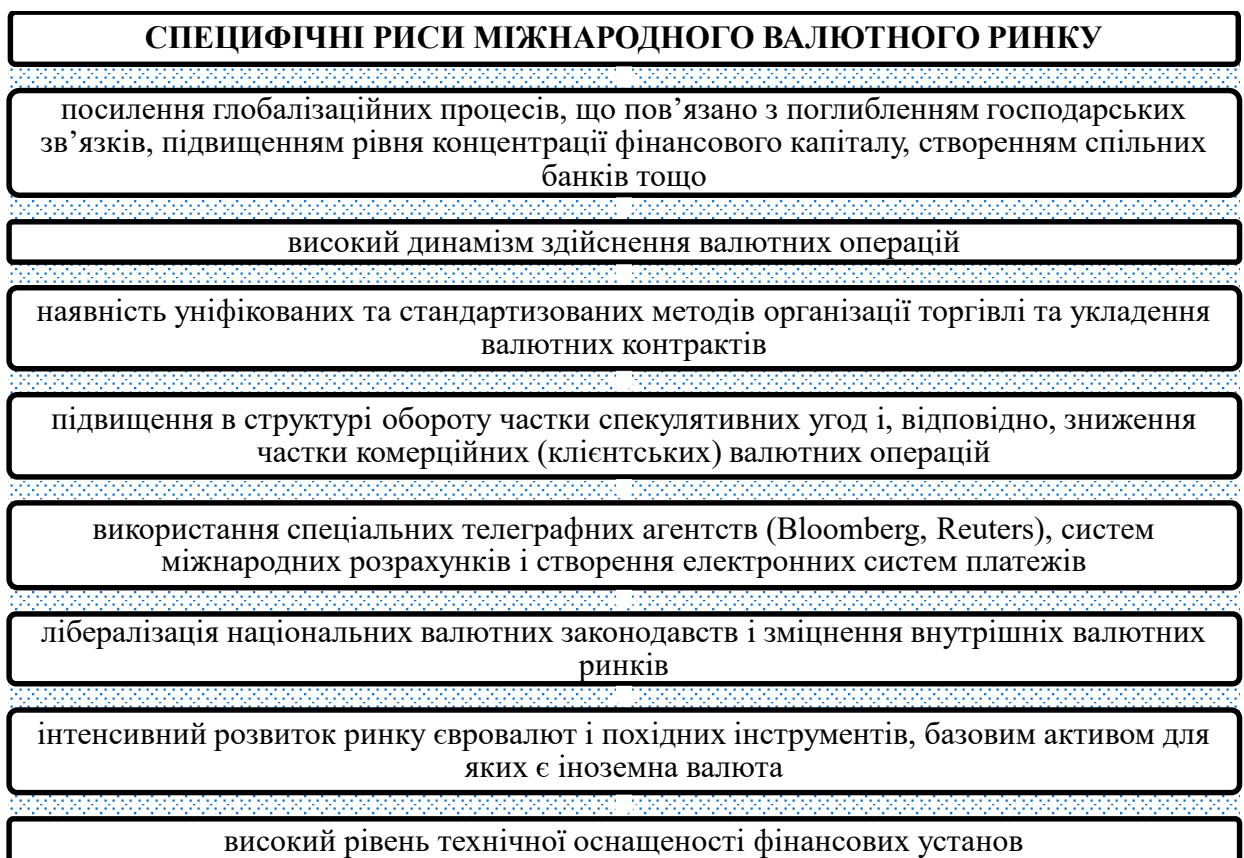 СПЕЦИФІЧНІ РИСИ МІЖНАРОДНОГО ВАЛЮТНОГО РИНКУ
посилення глобалізаційних процесів, що пов’язано з поглибленням господарських
зв’язків, підвищенням рівня концентрації фінансового капіталу, створенням спільних
банків тощо
високий динамізм здійснення валютних операцій
наявність уніфікованих та стандартизованих методів організації торгівлі та укладення
валютних контрактів
підвищення в структурі обороту частки спекулятивних угод і, відповідно, зниження
частки комерційних (клієнтських) валютних операцій
використання спеціальних телеграфних агентств (Bloomberg, Reuters), систем
міжнародних розрахунків і створення електронних систем платежів
лібералізація національних валютних законодавств і зміцнення внутрішніх валютних
ринків
інтенсивний розвиток ринку євровалют і похідних інструментів, базовим активом для
яких є іноземна валюта
високий рівень технічної оснащеності фінансових установ